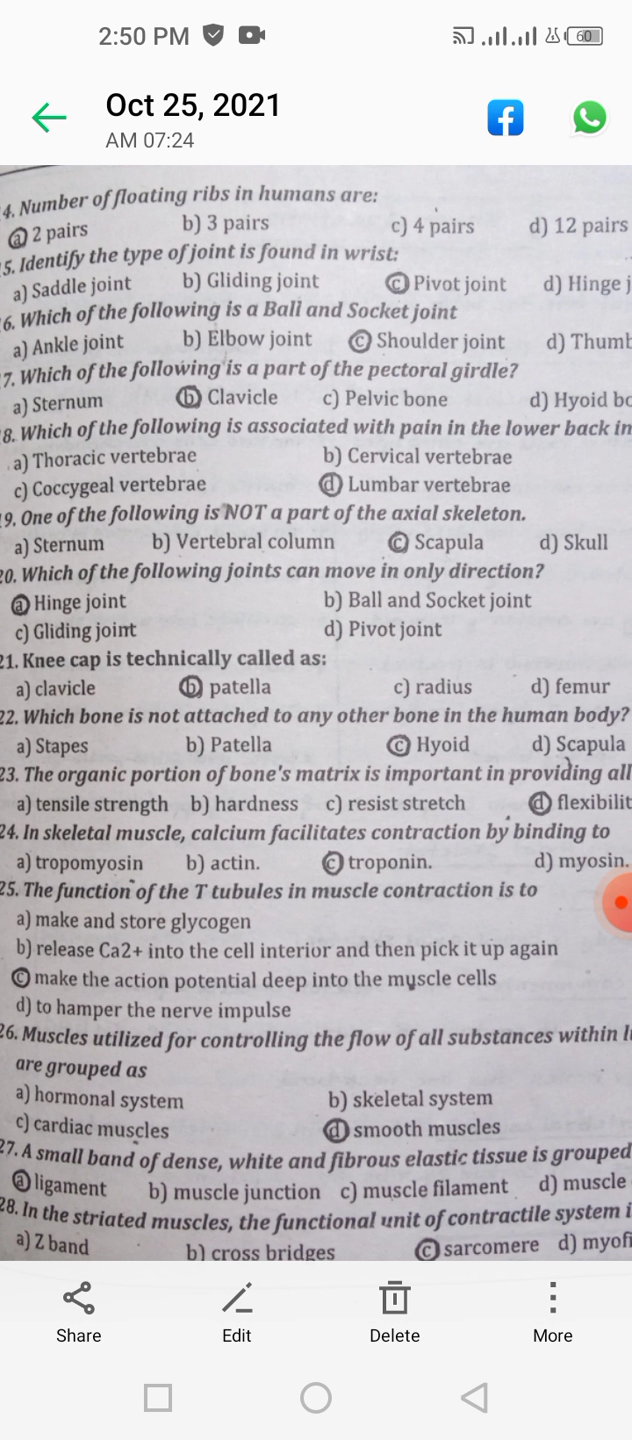 2:50 PM 60
Oct 25, 2021
AM 07:24
4. Number of floating ribs in humans are:
a) 2 pairs b) 3 pairs c) 4 pairs d) 12 pairs
5. Identify the type of joint is found in wrist:
a) Saddle joint b) Gliding joint c) Pivot joint d) Hinge j
6. Which of the following is a Ball and Socket joint
a) Ankle joint b) Elbow joint c) Shoulder joint d) Thumb
7. Which of the following is a part of the pectoral girdle?
a) Sternum b) Clavicle c) Pelvic bone d) Hyoid bo
8. Which of the following is associated with pain in the lower back in
a) Thoracic vertebrae b) Cervical vertebrae
c) Coccygeal vertebrae d) Lumbar vertebrae
9. One of the following is NOT a part of the axial skeleton.
a) Sternum b) Vertebral column c) Scapula d) Skull
20. Which of the following joints can move in only direction?
a) Hinge joint b) Ball and Socket joint
c) Gliding joint d) Pivot joint
21. Knee cap is technically called as:
a) clavicle b) patella c) radius d) femur
22. Which bone is not attached to any other bone in the human body?
a) Stapes b) Patella c) Hyoid d) Scapula
23. The organic portion of bone's matrix is important in providing all
a) tensile strength b) hardness c) resist stretch d) flexibilit
24. In skeletal muscle, calcium facilitates contraction by binding to
a) tropomyosin b) actin. c) troponin. d) myosin.
25. The function of the T tubules in muscle contraction is to
a) make and store glycogen
b) release Ca2+ into the cell interior and then pick it up again
c) make the action potential deep into the muscle cells
d) to hamper the nerve impulse
26. Muscles utilized for controlling the flow of all substances within lu
are grouped as
a) hormonal system b) skeletal system
c) cardiac muscles d) smooth muscles
27. A small band of dense, white and fibrous elastic tissue is grouped
a) ligament b) muscle junction c) muscle filament d) muscle
28. In the striated muscles, the functional unit of contractile system i
a) Z band b) cross bridges c) sarcomere d) myofi
Share Edit Delete More